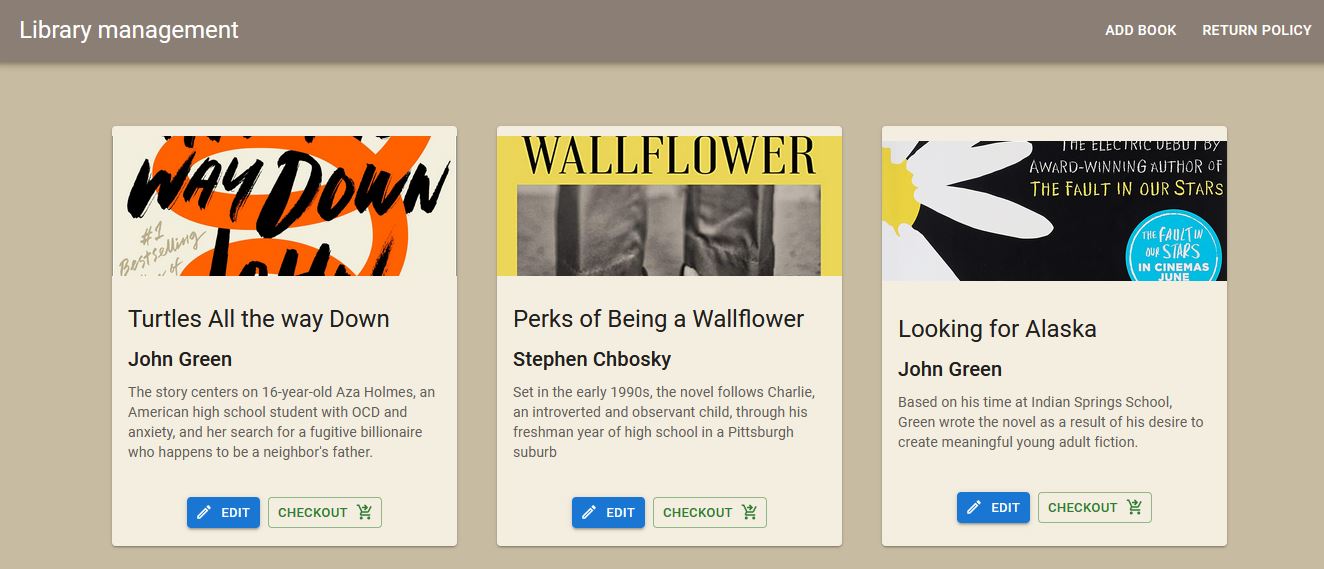 Library management
ADD BOOK
RETURN POLICY
WAY DOWN
#1
Bestselling
of
Turtles All the way Down
John Green
The story centers on 16-year-old Aza Holmes, an
American high school student with OCD and
anxiety, and her search for a fugitive billionaire
who happens to be a neighbor's father.
EDIT
CHECKOUT
WALLFLOWER
Perks of Being a Wallflower
Stephen Chbosky
Set in the early 1990s, the novel follows Charlie,
an introverted and observant child, through his
freshman year of high school in a Pittsburgh
suburb
EDIT
CHECKOUT
THE ELECTRIC DEBUT BY
AWARD-WINNING AUTHOR OF
THE FAULT IN OUR STARS
THE FAULT IN
OUR STARS
IN CINEMAS
JUNE
Looking for Alaska
John Green
Based on his time at Indian Springs School,
Green wrote the novel as a result of his desire to
create meaningful young adult fiction.
EDIT
CHECKOUT